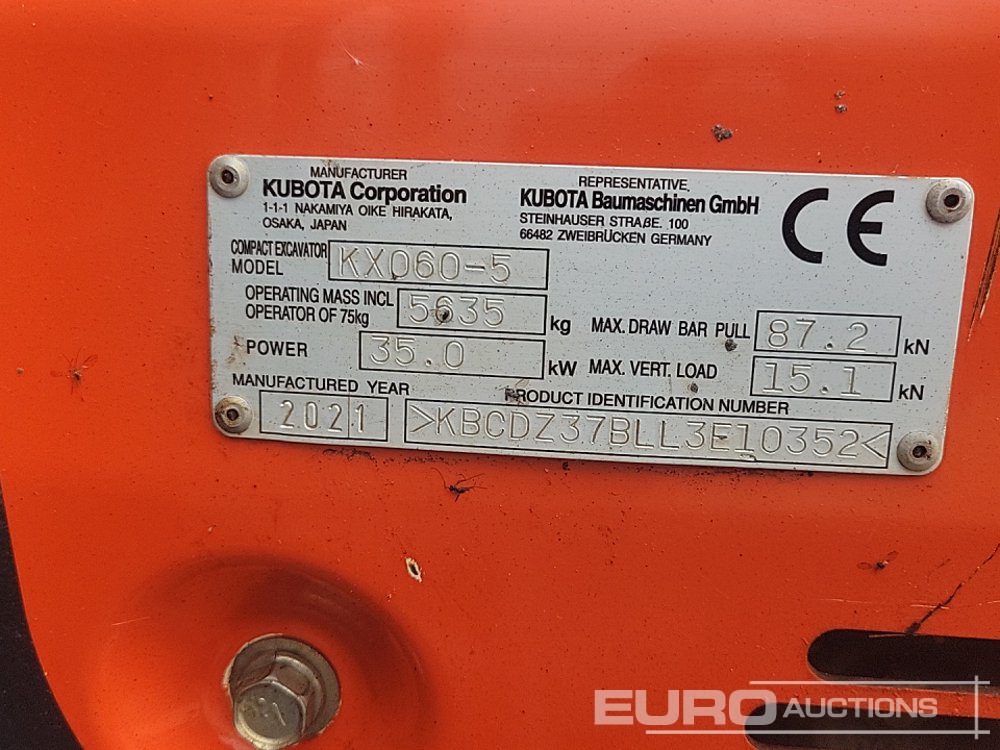 MANUFACTURER
KUBOTA Corporation
1-1-1 NAKAMIYA OIKE HIRAKATA,
OSAKA, JAPAN
REPRESENTATIVE
KUBOTA Baumaschinen GmbH
STEINHAUSER STRAßE. 100
66482 ZWEIBRÜCKEN GERMANY
CE
COMPACT EXCAVATOR
MODEL KX060-5
OPERATING MASS INCL
OPERATOR OF 75kg 5635 kg
MAX. DRAW BAR PULL 87.2 kN
POWER 35.0 kW
MAX. VERT. LOAD 15.1 kN
MANUFACTURED YEAR
2021
PRODUCT IDENTIFICATION NUMBER
>KBCDZ37BLL3E10352<
EURO AUCTIONS